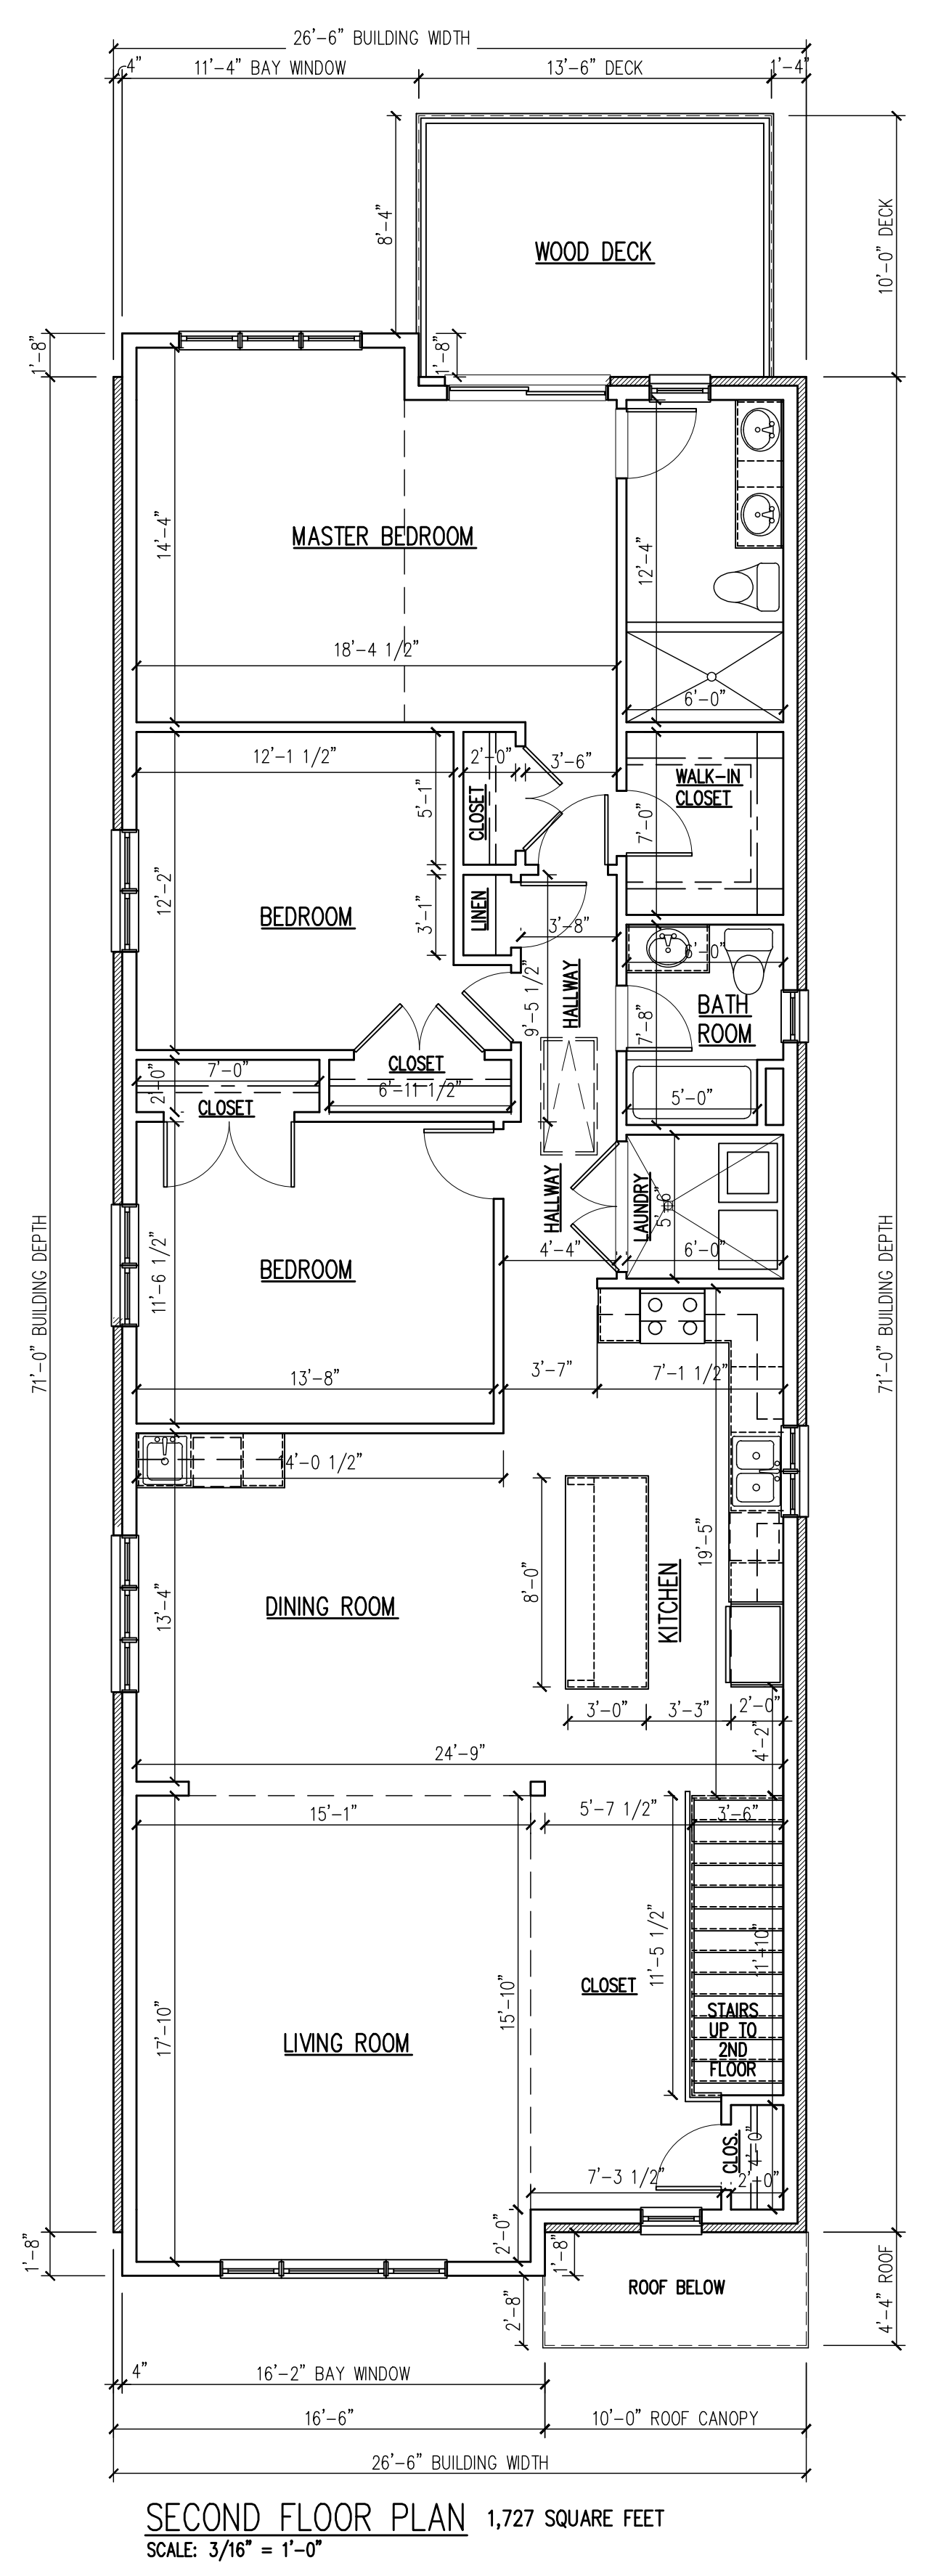 26'-6" BUILDING WIDTH
4"
11'-4" BAY WINDOW
13'-6" DECK
1'-4"
8'-4"
WOOD DECK
10'-0" DECK
1'-8"
1'-8"
14'-4"
MASTER BEDROOM
12'-4"
18'-4 1/2"
6'-0"
12'-1 1/2"
2'-0"
3'-6"
WALK-IN
CLOSET
5'-1"
CLOSET
7'-0"
12'-2"
BEDROOM
3'-1"
LINEN
3'-8"
9'-5 1/2"
HALLWAY
BATH
ROOM
7'-8"
CLOSET
2'-0"
7'-0"
6'-11 1/2"
CLOSET
5'-0"
HALLWAY
LAUNDRY
4'-4"
6'-0"
71'-0" BUILDING DEPTH
11'-6 1/2"
BEDROOM
71'-0" BUILDING DEPTH
13'-8"
3'-7"
7'-1 1/2"
14'-0 1/2"
19'-5"
13'-4"
DINING ROOM
8'-0"
KITCHEN
3'-0"
3'-3"
2'-0"
4'-2"
24'-9"
15'-1"
5'-7 1/2"
3'-6"
11'-5 1/2"
CLOSET
17'-10"
15'-10"
LIVING ROOM
STAIRS
UP TO
2ND
FLOOR
CLOS.
4'-0"
7'-3 1/2"
2'-0"
1'-8"
2'-0"
1'-8"
2'-8"
ROOF BELOW
4'-4" ROOF
4"
16'-2" BAY WINDOW
16'-6"
10'-0" ROOF CANOPY
26'-6" BUILDING WIDTH
SECOND FLOOR PLAN 1,727 SQUARE FEET
SCALE: 3/16" = 1'-0"